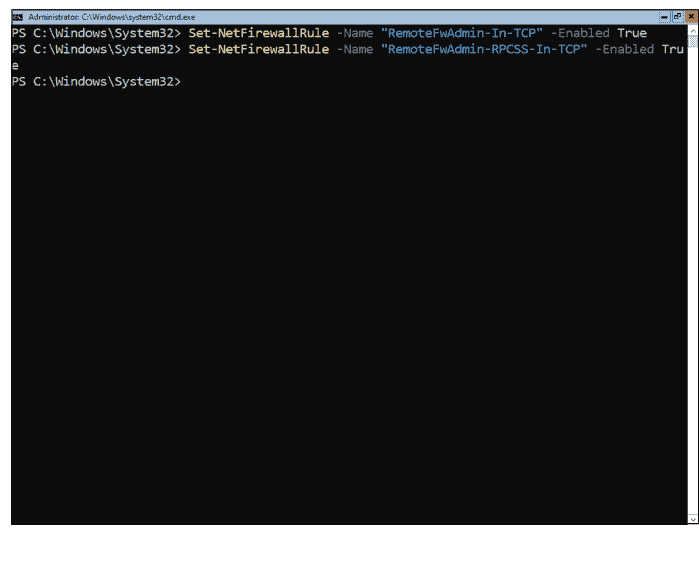 Administrator: C:\Windows\system32\cmd.exe
PS C:\Windows\System32> Set-NetFirewallRule -Name "RemoteFwAdmin-In-TCP" -Enabled True
PS C:\Windows\System32> Set-NetFirewallRule -Name "RemoteFwAdmin-RPCSS-In-TCP" -Enabled Tru
e
PS C:\Windows\System32>